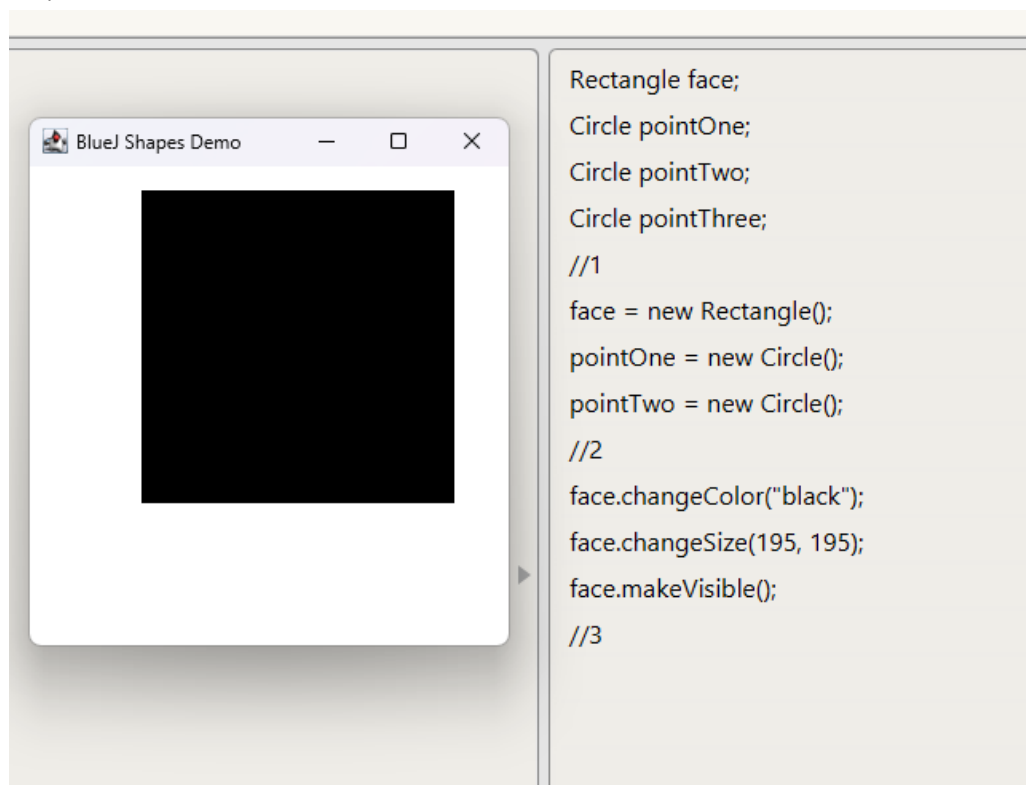 BlueJ Shapes Demo
Rectangle face;
Circle pointOne;
Circle pointTwo;
Circle pointThree;
//1
face = new Rectangle();
pointOne = new Circle();
pointTwo = new Circle();
//2
face.changeColor("black");
face.changeSize(195, 195);
face.makeVisible();
//3